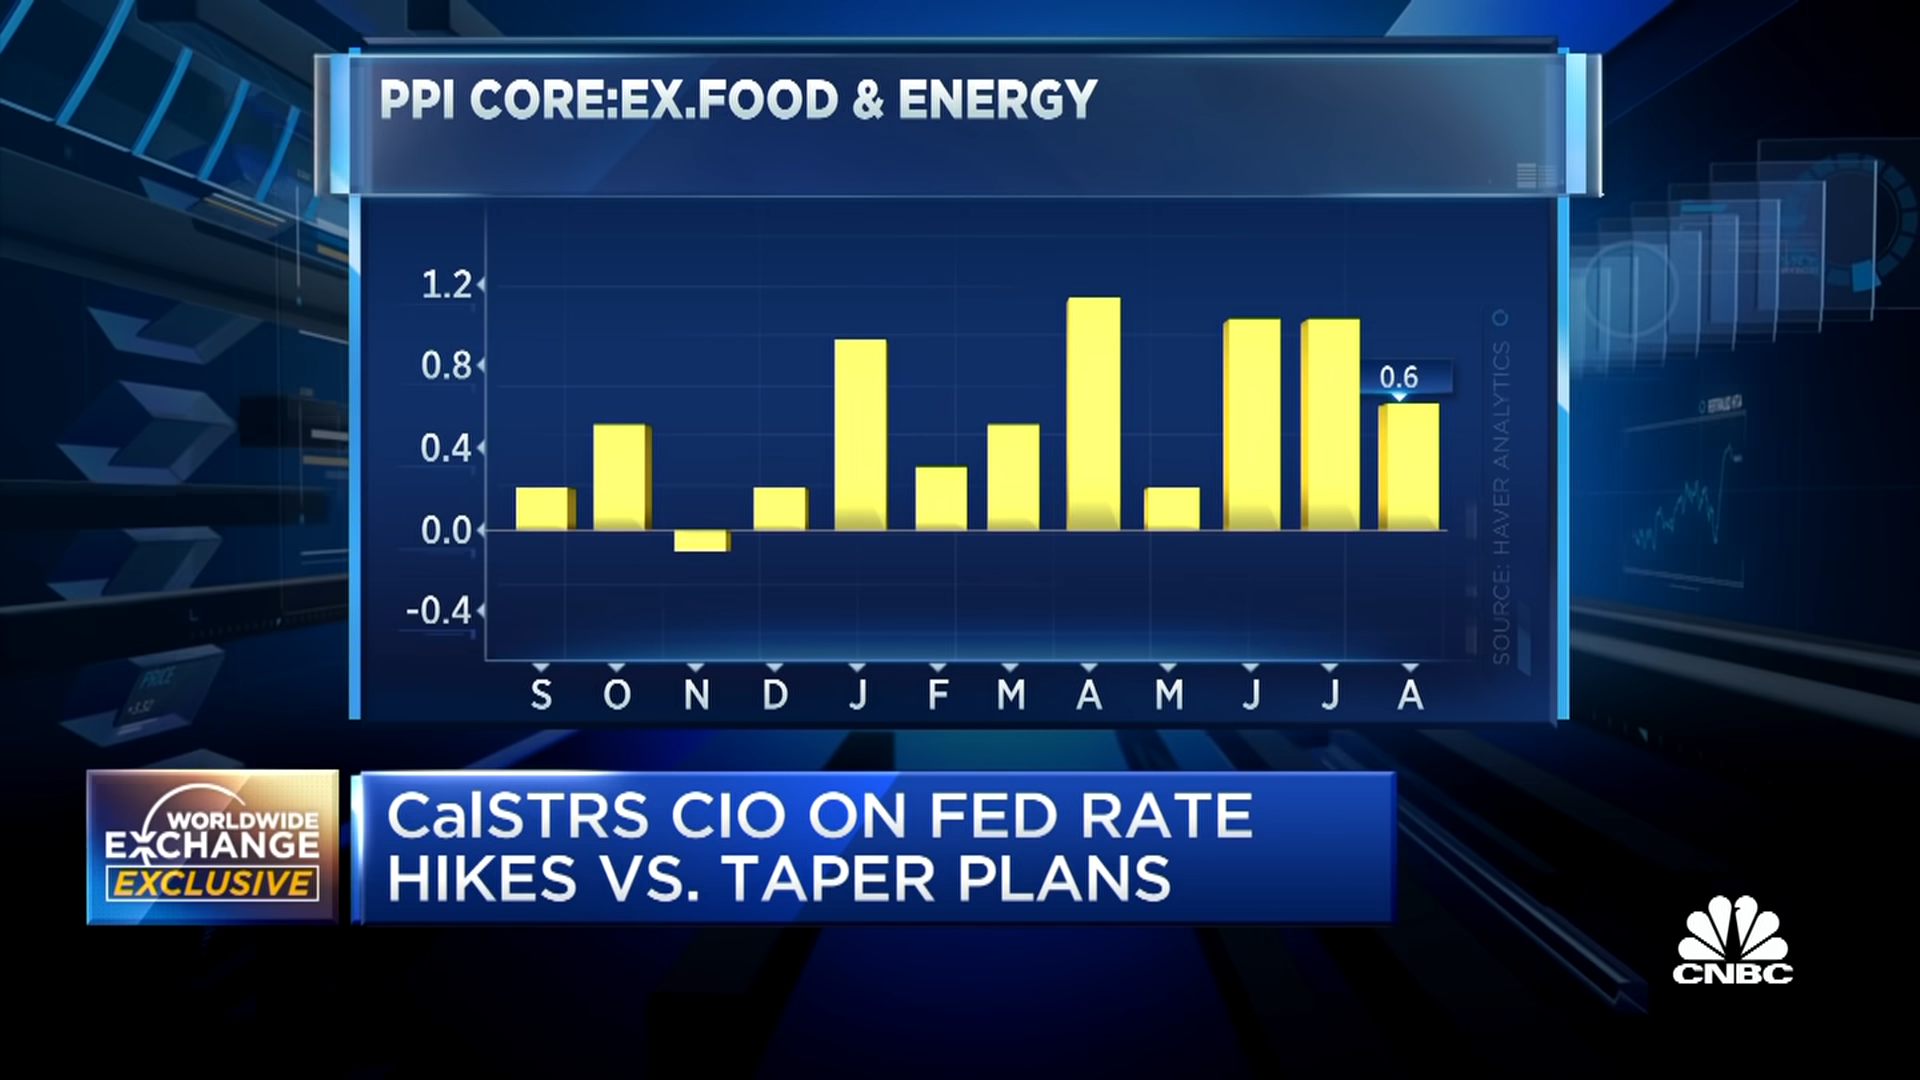 PPI CORE:EX.FOOD & ENERGY
1.2
0.8
0.4
0.0
-0.4
0.6
S O N D J F M A M J J A
SOURCE: HAVER ANALYTICS
PRICE
WORLDWIDE
EXCHANGE
EXCLUSIVE
CalSTRS CIO ON FED RATE
HIKES VS. TAPER PLANS
CNBC